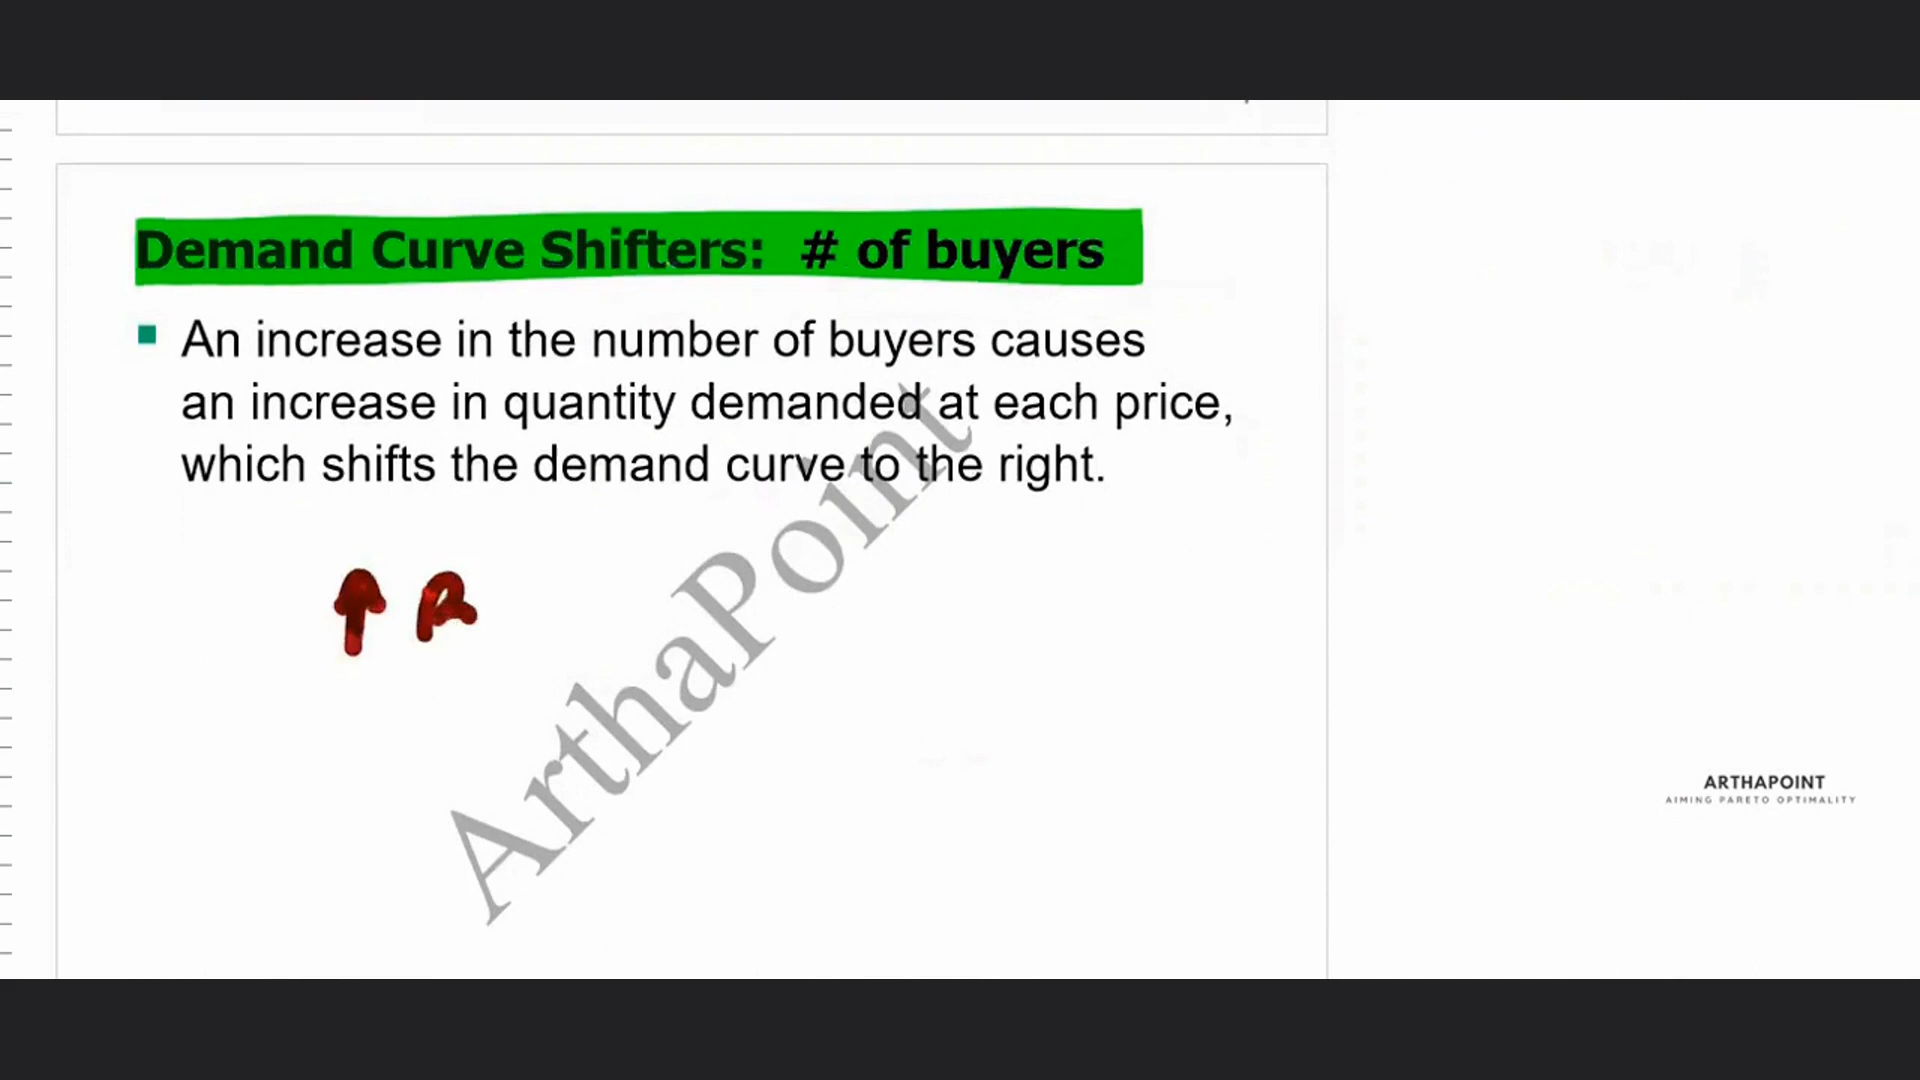 Demand Curve Shifters: # of buyers
An increase in the number of buyers causes
an increase in quantity demanded at each price,
which shifts the demand curve to the right.
ArthaPoint
ARTHAPOINT
AIMING PARETO OPTIMALITY